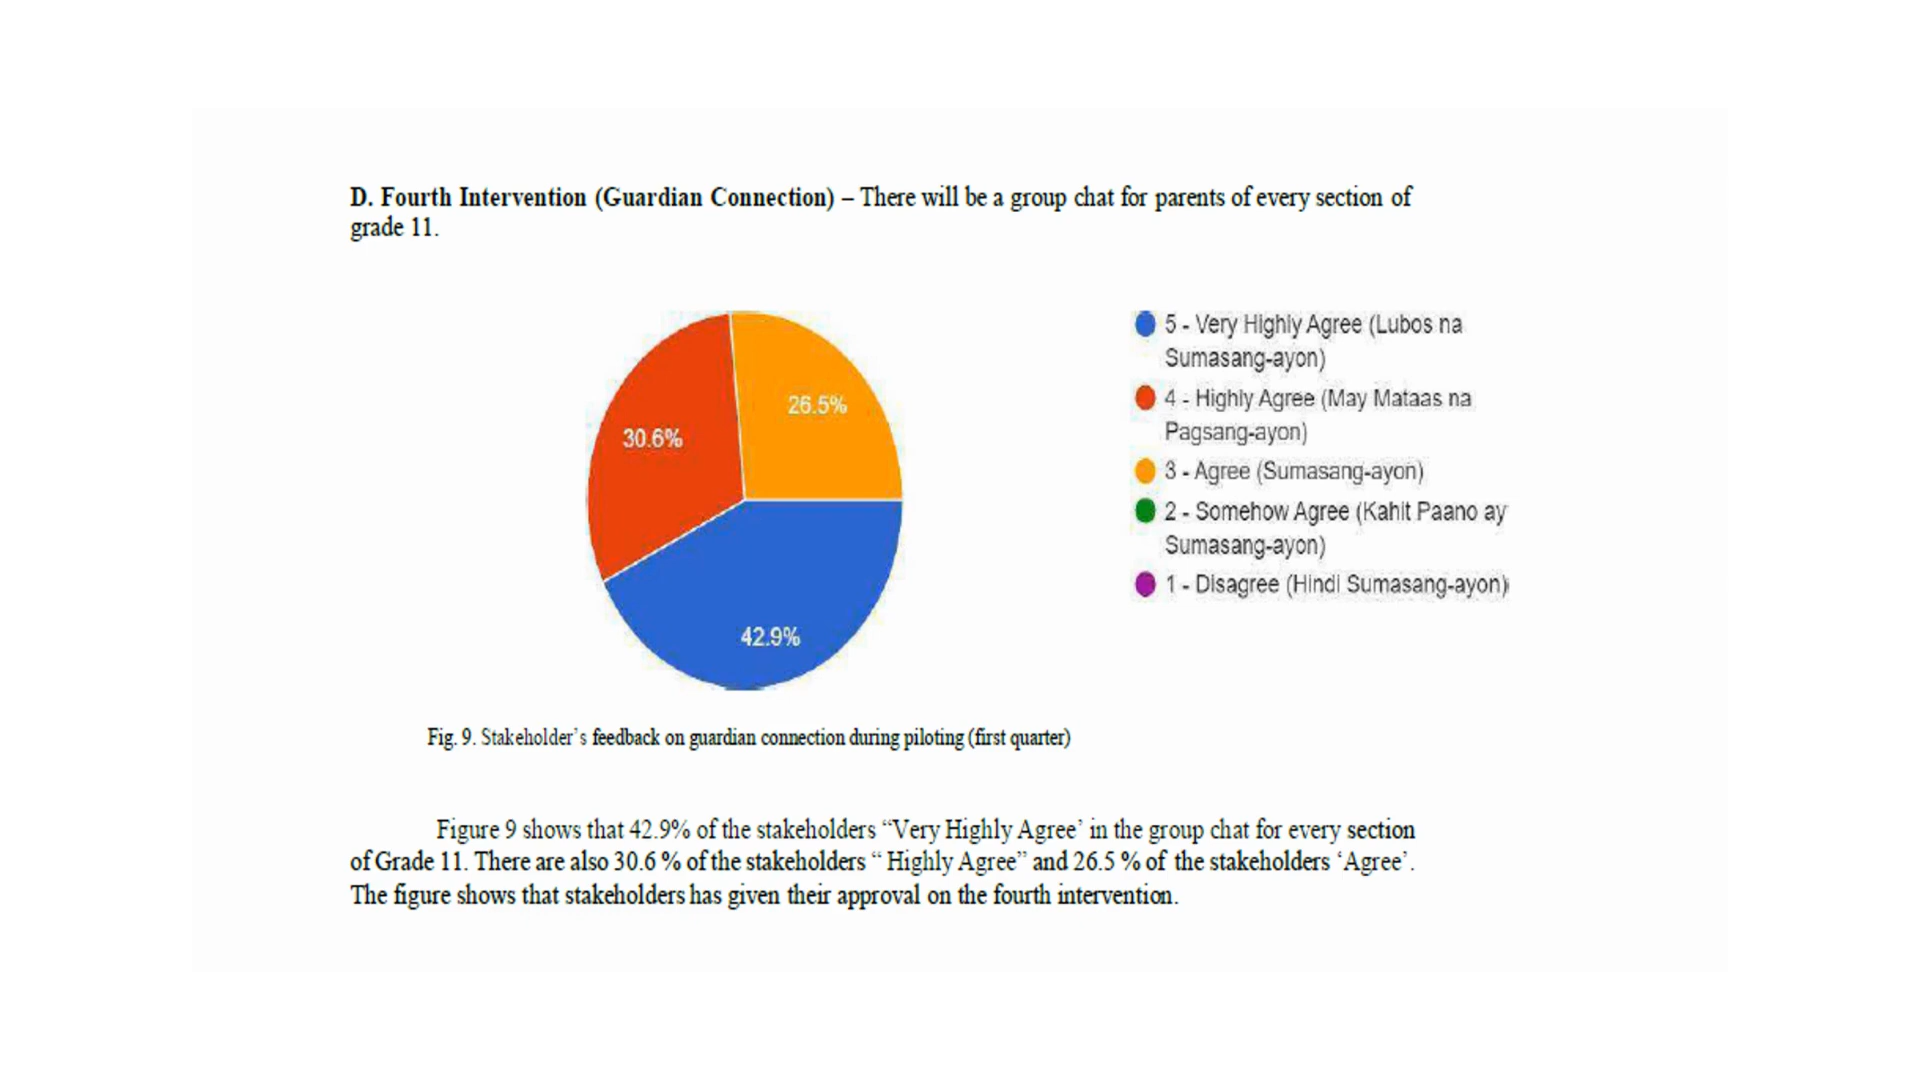 D. Fourth Intervention (Guardian Connection) – There will be a group chat for parents of every section of
grade 11.
26.5%
30.6%
42.9%
5 - Very Highly Agree (Lubos na
Sumasang-ayon)
4 - Highly Agree (May Mataas na
Pagsang-ayon)
3 - Agree (Sumasang-ayon)
2 - Somehow Agree (Kahit Paano ay
Sumasang-ayon)
1 - Disagree (Hindi Sumasang-ayon)
Fig. 9. Stakeholder’s feedback on guardian connection during piloting (first quarter)
Figure 9 shows that 42.9% of the stakeholders “Very Highly Agree’ in the group chat for every section
of Grade 11. There are also 30.6 % of the stakeholders “ Highly Agree” and 26.5 % of the stakeholders ‘Agree’.
The figure shows that stakeholders has given their approval on the fourth intervention.